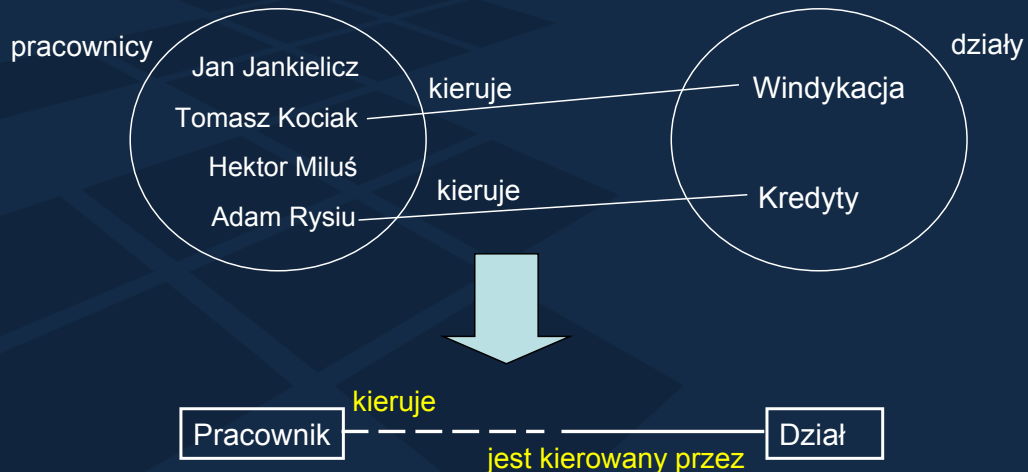 pracownicy
działy
Jan Jankielicz
kieruje
Windykacja
Tomasz Kociak
Hektor Miluś
kieruje
Kredyty
Adam Rysiu
kieruje
Pracownik
Dział
jest kierowany przez